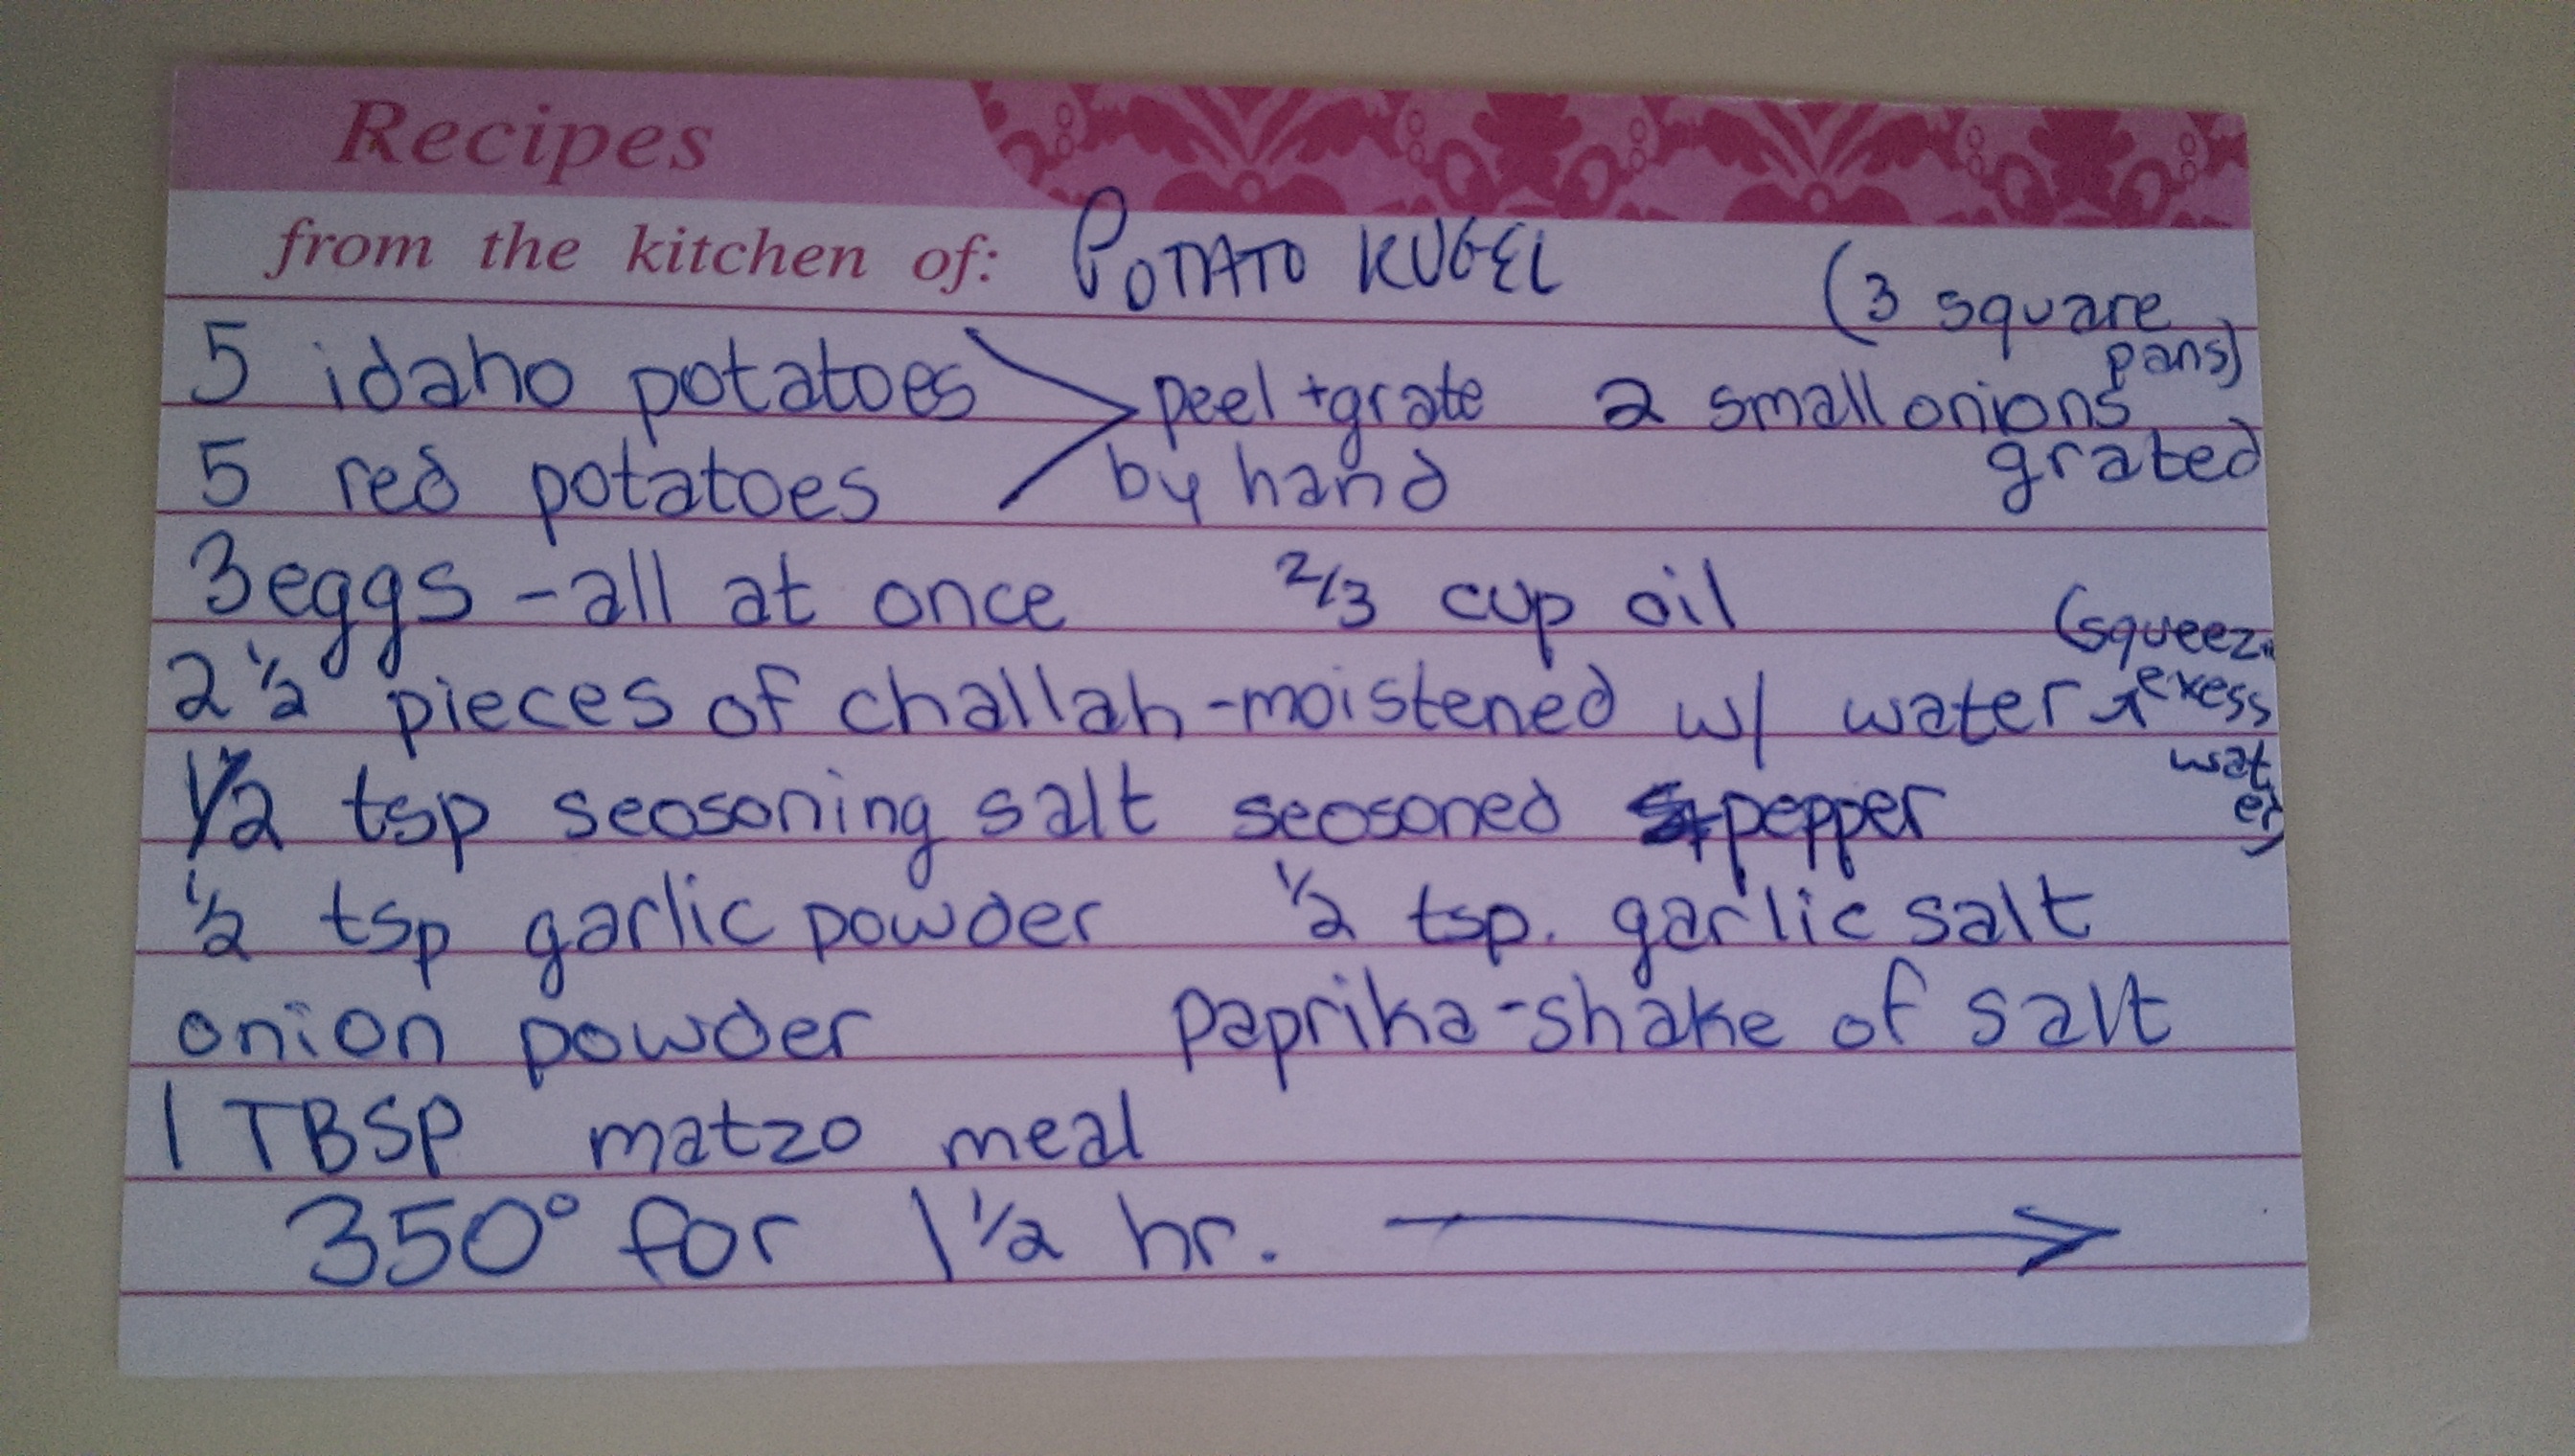 Recipes
from the kitchen of: POTATO KUGEL (3 square
pans)
5 idaho potatoes peel + grate 2 small onions
5 red potatoes by hand grated
3 eggs - all at once 2/3 cup oil
(squeeze
2 1/2 pieces of challah - moistened w/ water exess
wat
er)
1/2 tsp seosoning salt seosoned pepper
1/2 tsp garlic powder 1/2 tsp. garlic salt
onion powder paprika - shake of salt
1 TBSP matzo meal
350° for 1 1/2 hr. →